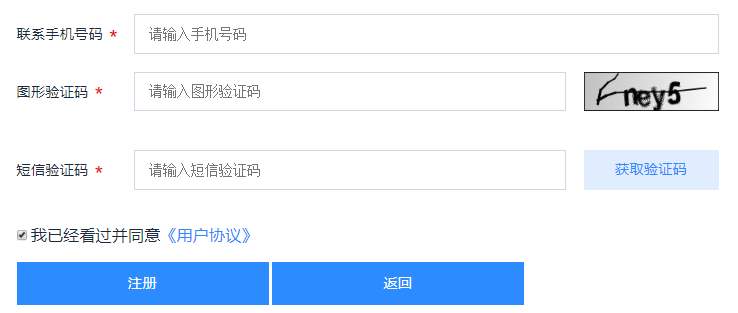 联系手机号码 * 请输入手机号码
图形验证码 * 请输入图形验证码 ney5
短信验证码 * 请输入短信验证码 获取验证码
我已经看过并同意《用户协议》
注册 返回